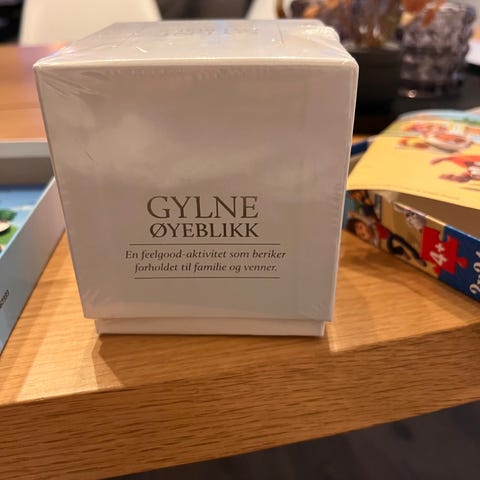 GYLNE
ØYEBLIKK
En feelgood-aktivitet som beriker
forholdet til familie og venner.
4+